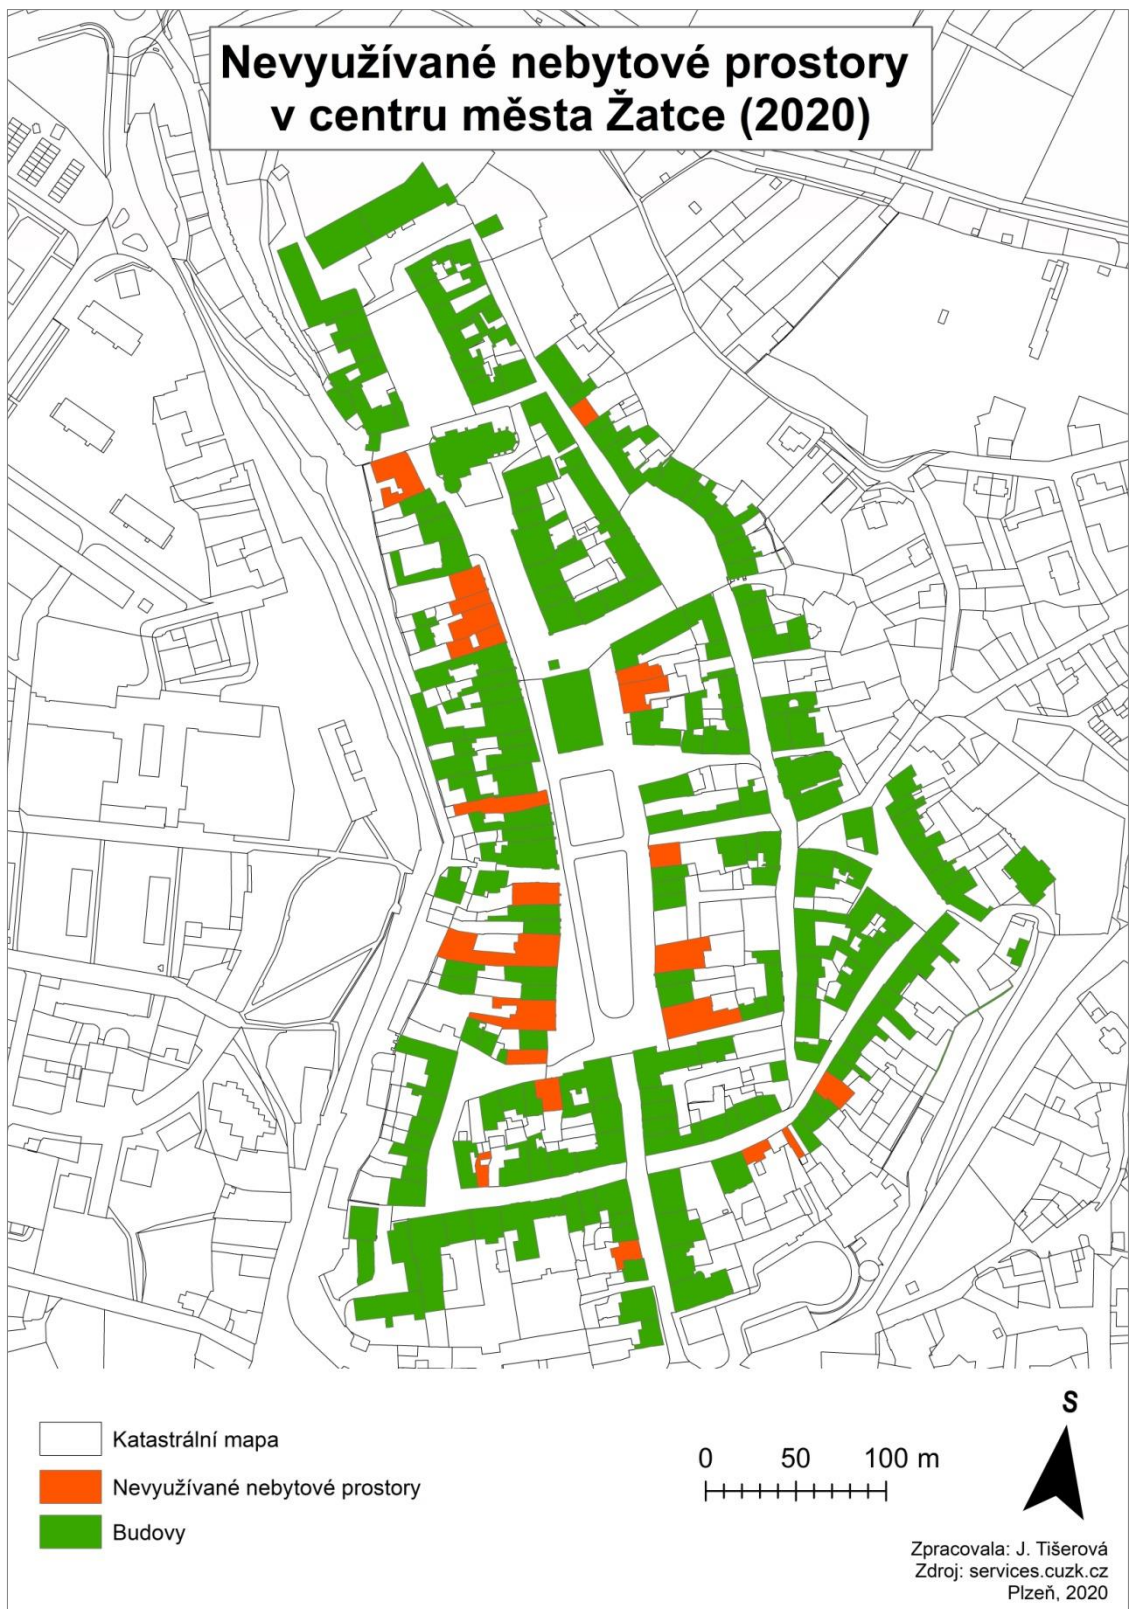 Nevyužívané nebytové prostory
v centru města Žatce (2020)
Katastrální mapa
Nevyužívané nebytové prostory
Budovy
0 50 100 m
S
Zpracovala: J. Tišerová
Zdroj: services.cuzk.cz
Plzeň, 2020